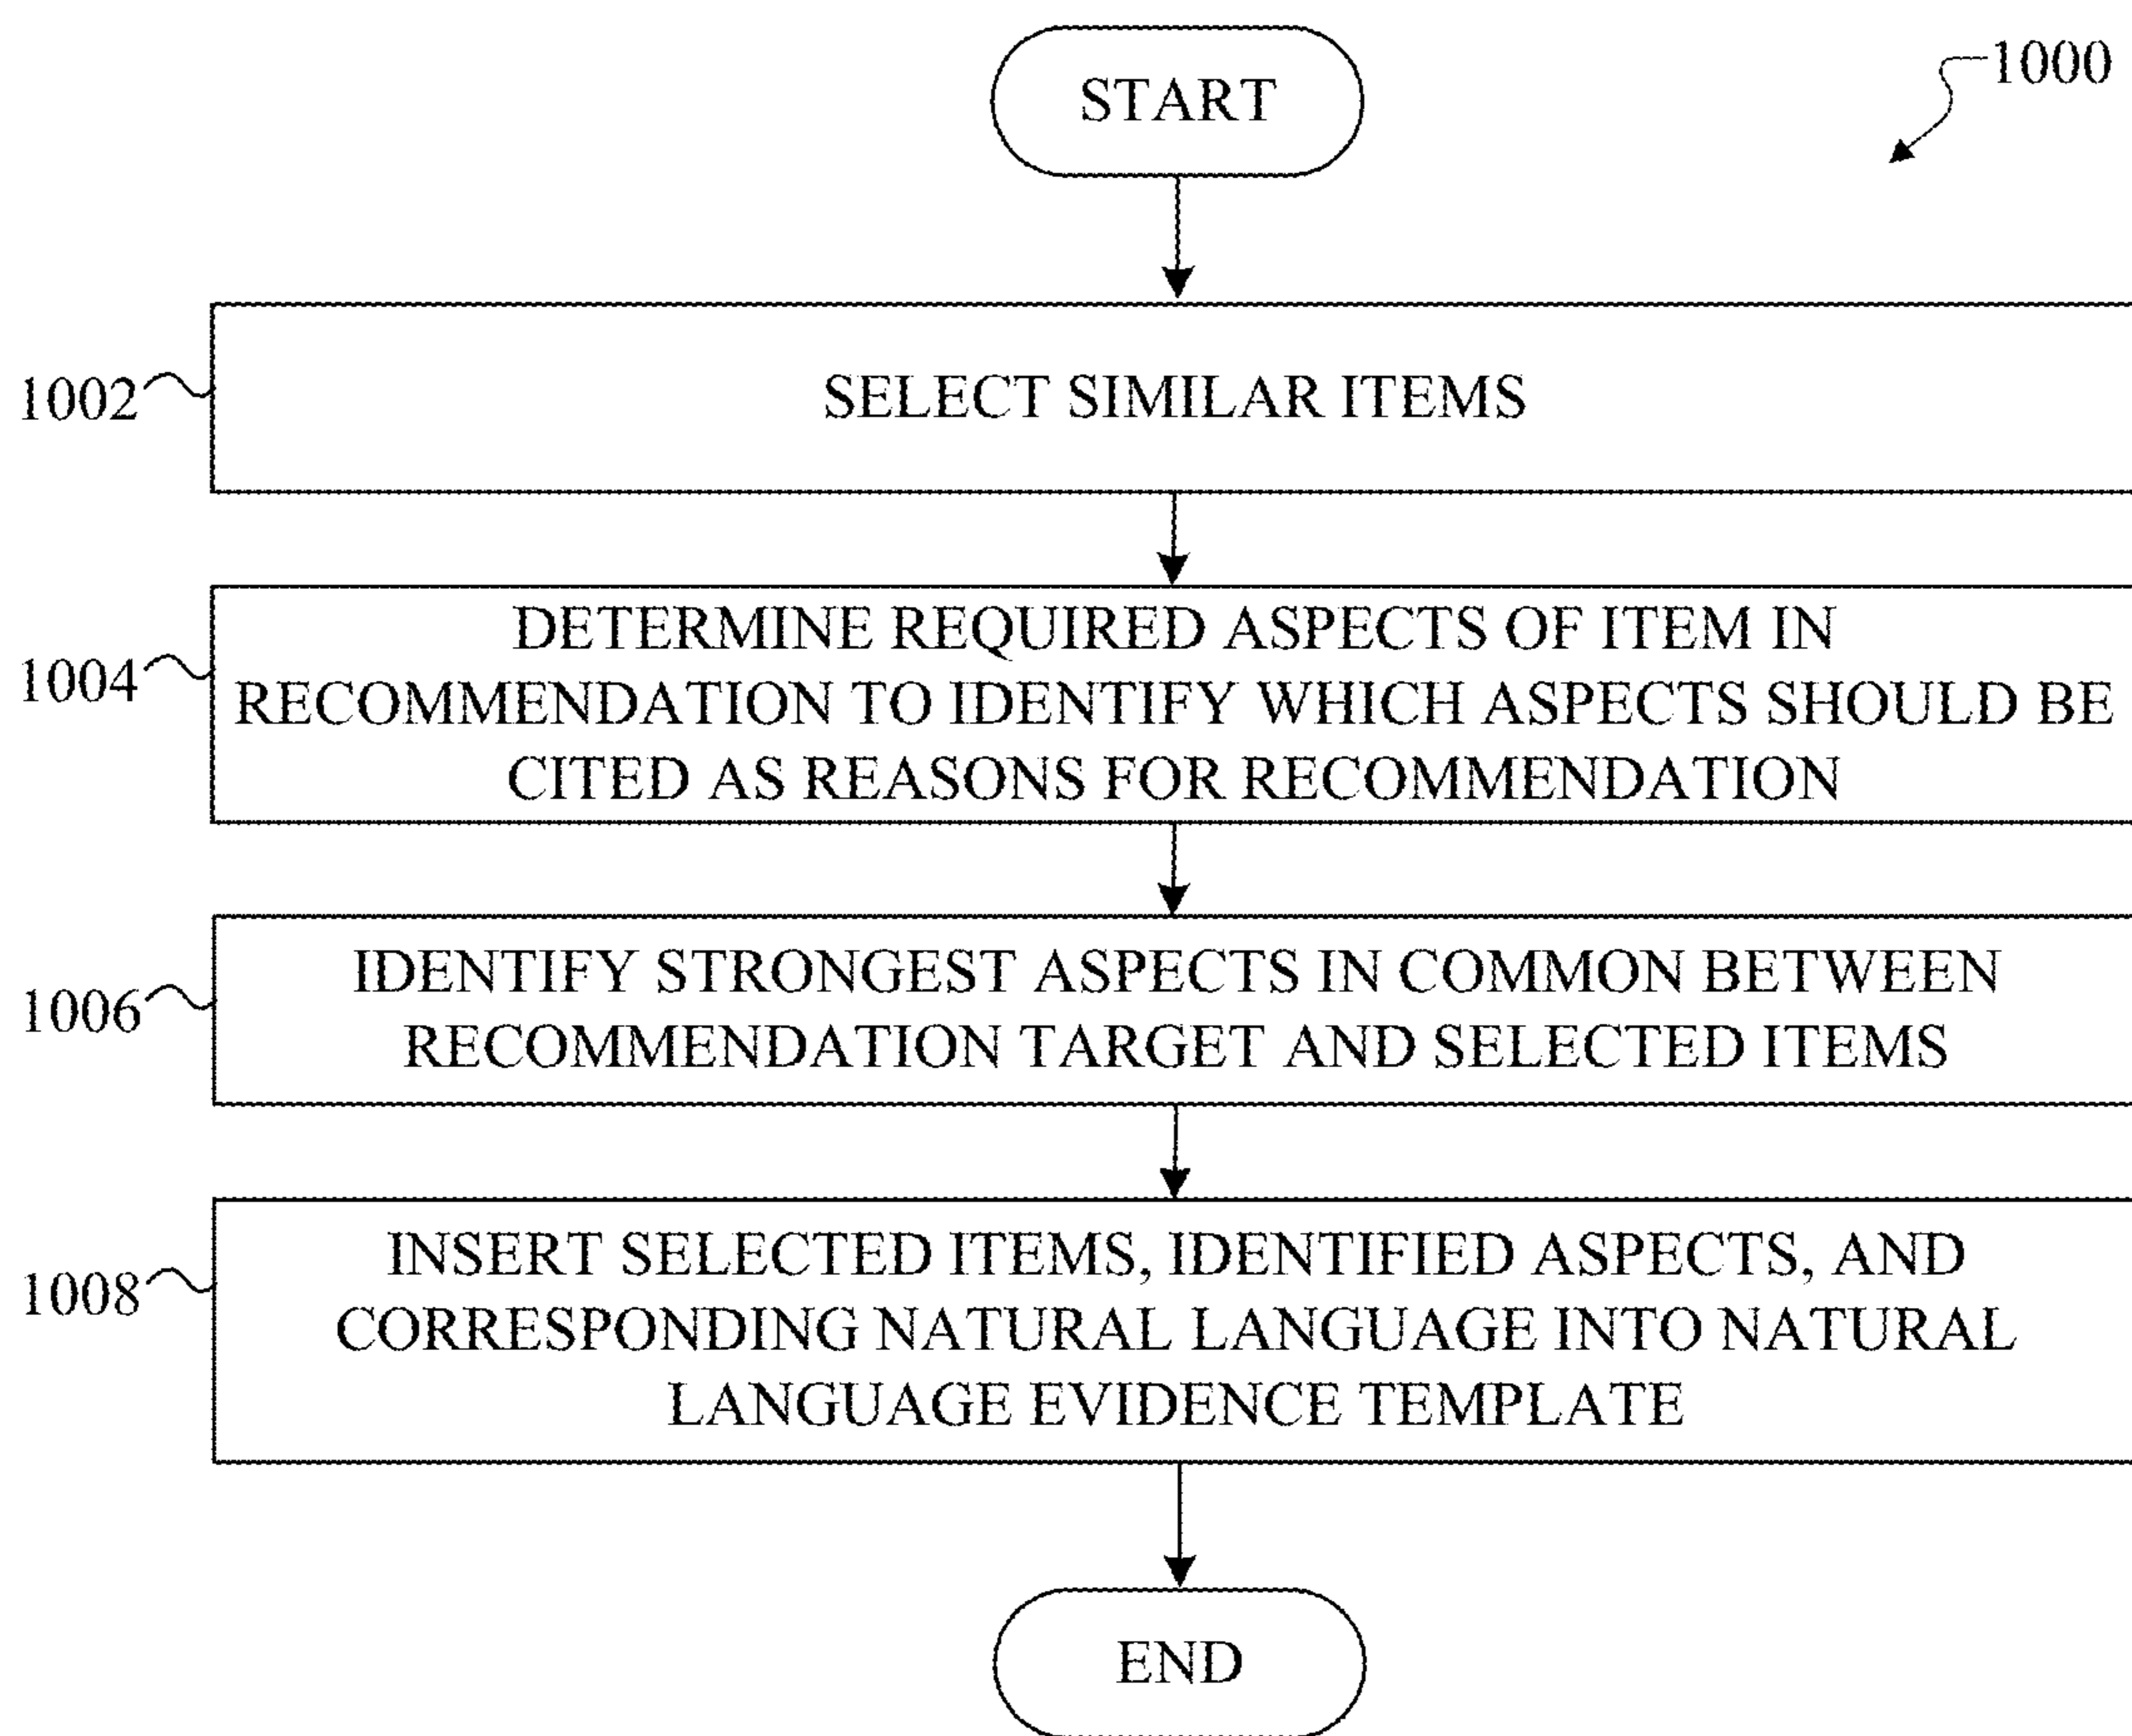 START
1000
1002
SELECT SIMILAR ITEMS
1004
DETERMINE REQUIRED ASPECTS OF ITEM IN
RECOMMENDATION TO IDENTIFY WHICH ASPECTS SHOULD BE
CITED AS REASONS FOR RECOMMENDATION
1006
IDENTIFY STRONGEST ASPECTS IN COMMON BETWEEN
RECOMMENDATION TARGET AND SELECTED ITEMS
1008
INSERT SELECTED ITEMS, IDENTIFIED ASPECTS, AND
CORRESPONDING NATURAL LANGUAGE INTO NATURAL
LANGUAGE EVIDENCE TEMPLATE
END